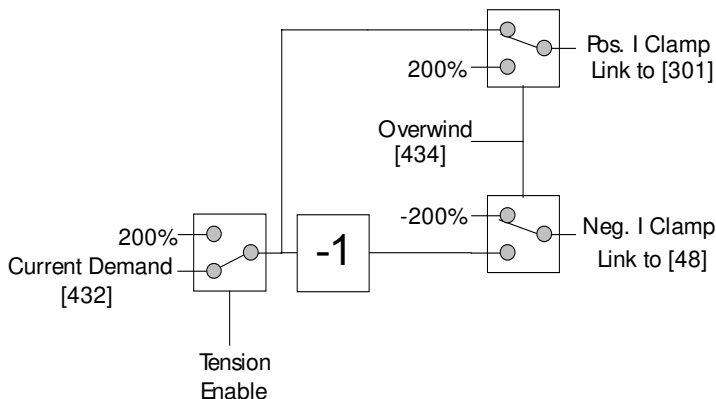 Pos. I Clamp
Link to [301]
200%
Overwind
[434]
-200%
Neg. I Clamp
Link to [48]
200%
-1
Current Demand
[432]
Tension
Enable